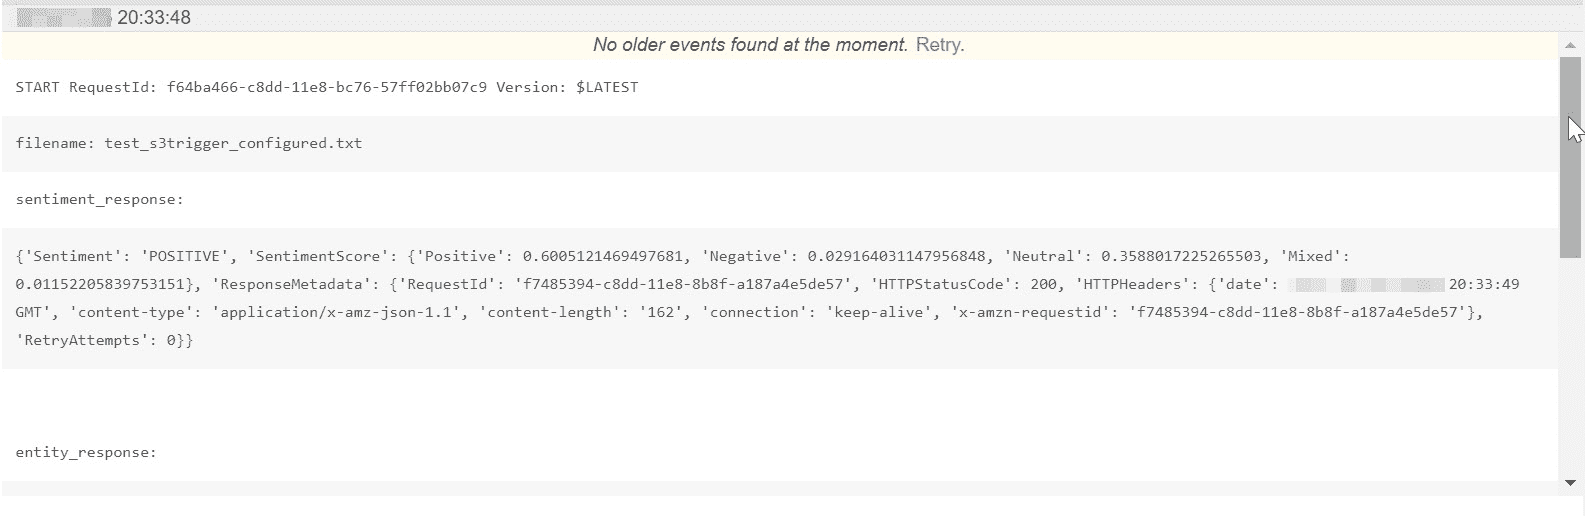 20:33:48
No older events found at the moment. Retry.
START RequestId: f64ba466-c8dd-11e8-bc76-57ff02bb07c9 Version: $LATEST
filename: test_s3trigger_configured.txt
sentiment_response:
{'Sentiment': 'POSITIVE', 'SentimentScore': {'Positive': 0.6005121469497681, 'Negative': 0.029164031147956848, 'Neutral': 0.3588017225265503, 'Mixed':
0.01152205839753151}, 'ResponseMetadata': {'RequestId': 'f7485394-c8dd-11e8-8b8f-a187a4e5de57', 'HTTPStatusCode': 200, 'HTTPHeaders': {'date': 20:33:49
GMT', 'content-type': 'application/x-amz-json-1.1', 'content-length': '162', 'connection': 'keep-alive', 'x-amzn-requestid': 'f7485394-c8dd-11e8-8b8f-a187a4e5de57'},
'RetryAttempts': 0}}
entity_response: